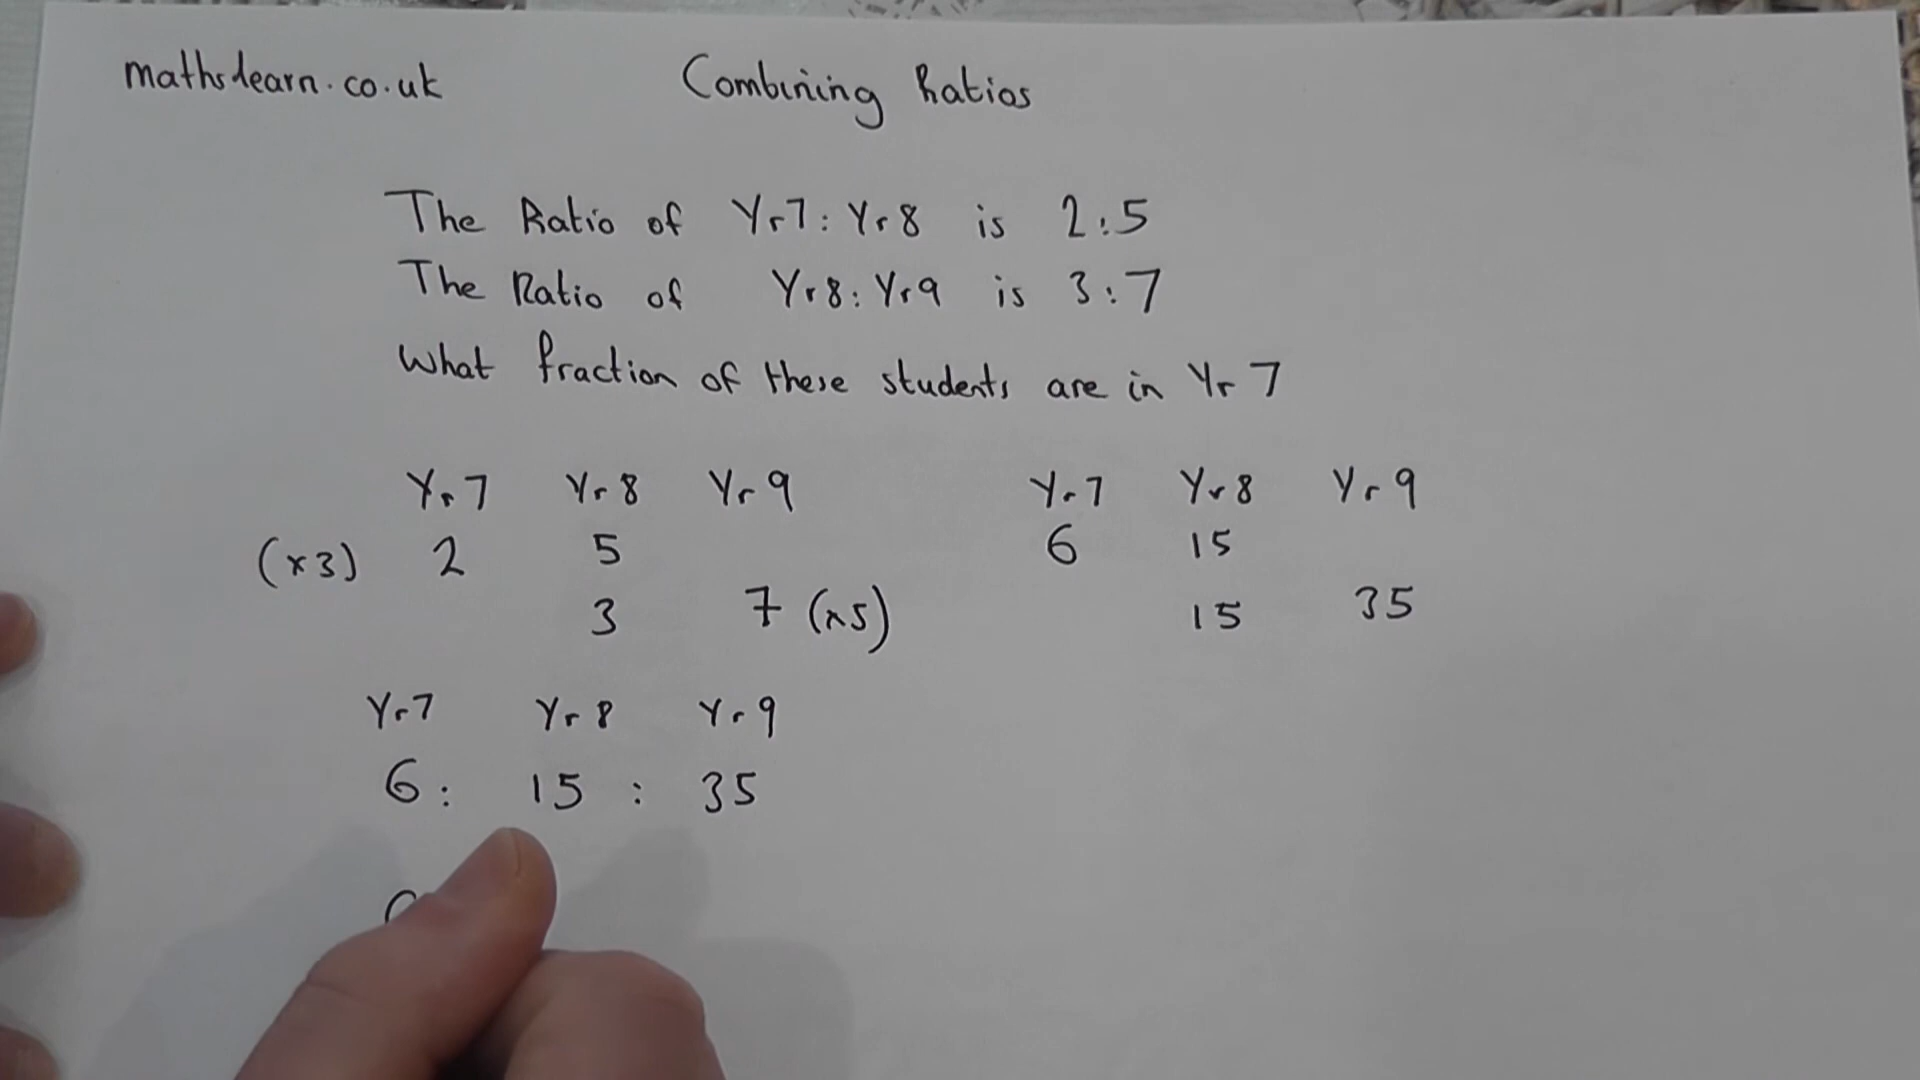 mathslearn.co.uk Combining Ratios
The Ratio of Yr7:Yr8 is 2:5
The Ratio of Yr8:Yr9 is 3:7
What fraction of these students are in Yr 7
Yr7 Yr8 Yr9 Yr7 Yr8 Yr9
(x3) 2 5 6 15
3 7 (x5) 15 35
Yr7 Yr8 Yr9
6: 15 : 35